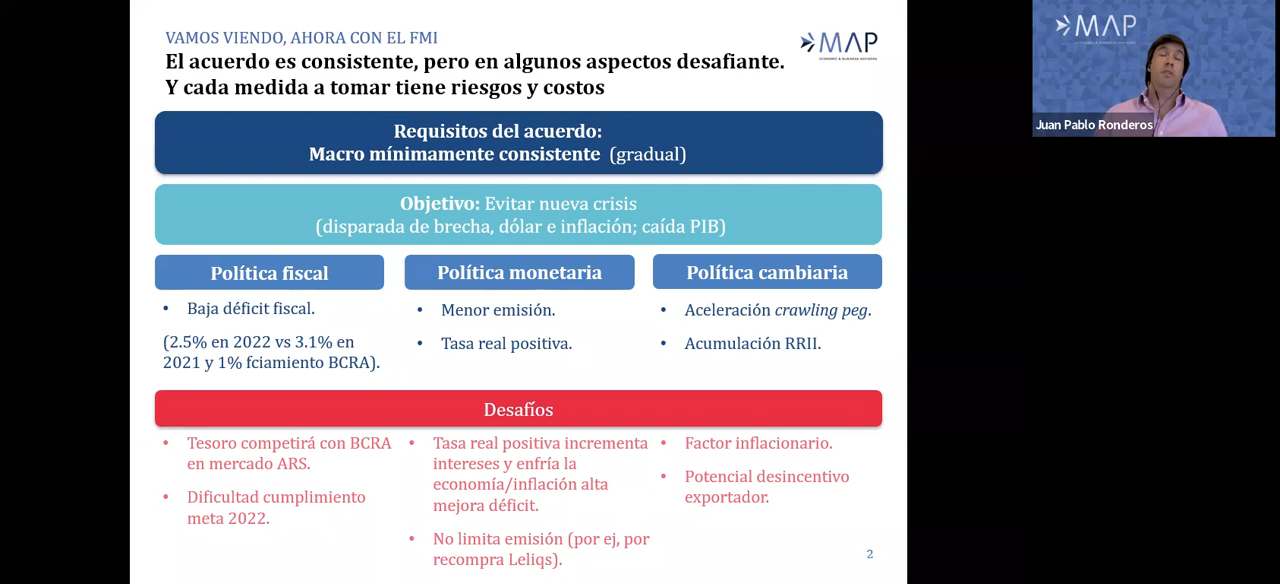 VAMOS VIENDO, AHORA CON EL FMI
El acuerdo es consistente, pero en algunos aspectos desafiante.
Y cada medida a tomar tiene riesgos y costos
MAP
ECONOMIC & BUSINESS ADVISORS
MAP
Juan Pablo Ronderos
Requisitos del acuerdo:
Macro mínimamente consistente (gradual)
Objetivo: Evitar nueva crisis
(disparada de brecha, dólar e inflación; caída PIB)
Política fiscal
• Baja déficit fiscal.
(2.5% en 2022 vs 3.1% en
2021 y 1% fciamiento BCRA).
Política monetaria
• Menor emisión.
• Tasa real positiva.
Política cambiaria
• Aceleración crawling peg.
• Acumulación RRII.
Desafíos
• Tesoro competirá con BCRA
en mercado ARS.
• Dificultad cumplimiento
meta 2022.
• Tasa real positiva incrementa
intereses y enfría la
economía/inflación alta
mejora déficit.
• No limita emisión (por ej, por
recompra Leliqs).
• Factor inflacionario.
• Potencial desincentivo
exportador.
2